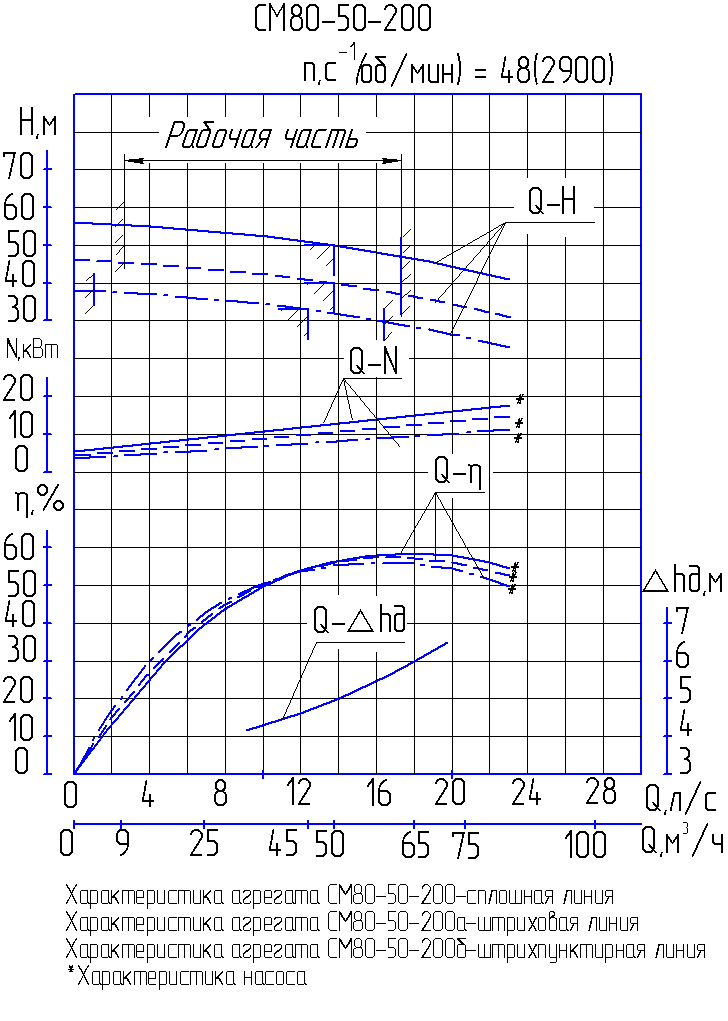 СМ80-50-200
n,с⁻¹(об/мин) = 48(2900)
H,м
Рабочая часть
70
60
Q-H
50
40
30
N,кВт
Q-N
20
*
10
*
*
0
Q-η
η,%
60
*
*
50
*
Δhд,м
40
Q-Δhд
7
30
6
20
5
10
4
0
3
0 4 8 12 16 20 24 28 Q,л/с
0 9 25 45 50 65 75 100 Q,м³/ч
Характеристика агрегата СМ80-50-200-сплошная линия
Характеристика агрегата СМ80-50-200а-штриховая линия
Характеристика агрегата СМ80-50-200б-штрихпунктирная линия
*Характеристика насоса